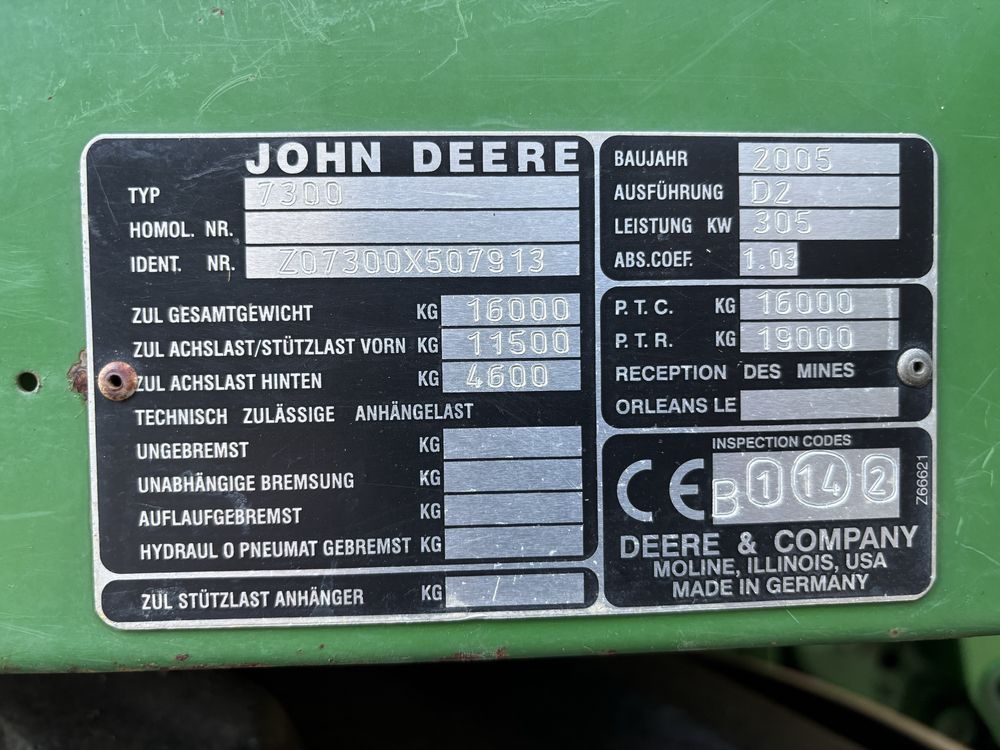 JOHN DEERE
TYP 7300
HOMOL. NR.
IDENT. NR. Z07300X507913
ZUL GESAMTGEWICHT KG 16000
ZUL ACHSLAST/STÜTZLAST VORN KG 11500
ZUL ACHSLAST HINTEN KG 4600
TECHNISCH ZULÄSSIGE ANHÄNGELAST
UNGEBREMST KG
UNABHÄNGIGE BREMSUNG KG
AUFLAUFGEBREMST KG
HYDRAUL O PNEUMAT GEBREMST KG
ZUL STÜTZLAST ANHÄNGER KG /
BAUJAHR 2005
AUSFÜHRUNG D2
LEISTUNG KW 305
ABS.COEF. 1.03
P. T. C. KG 16000
P. T. R. KG 19000
RECEPTION DES MINES
ORLEANS LE
INSPECTION CODES
CE B 1 14 2
Z66621
DEERE & COMPANY
MOLINE, ILLINOIS, USA
MADE IN GERMANY